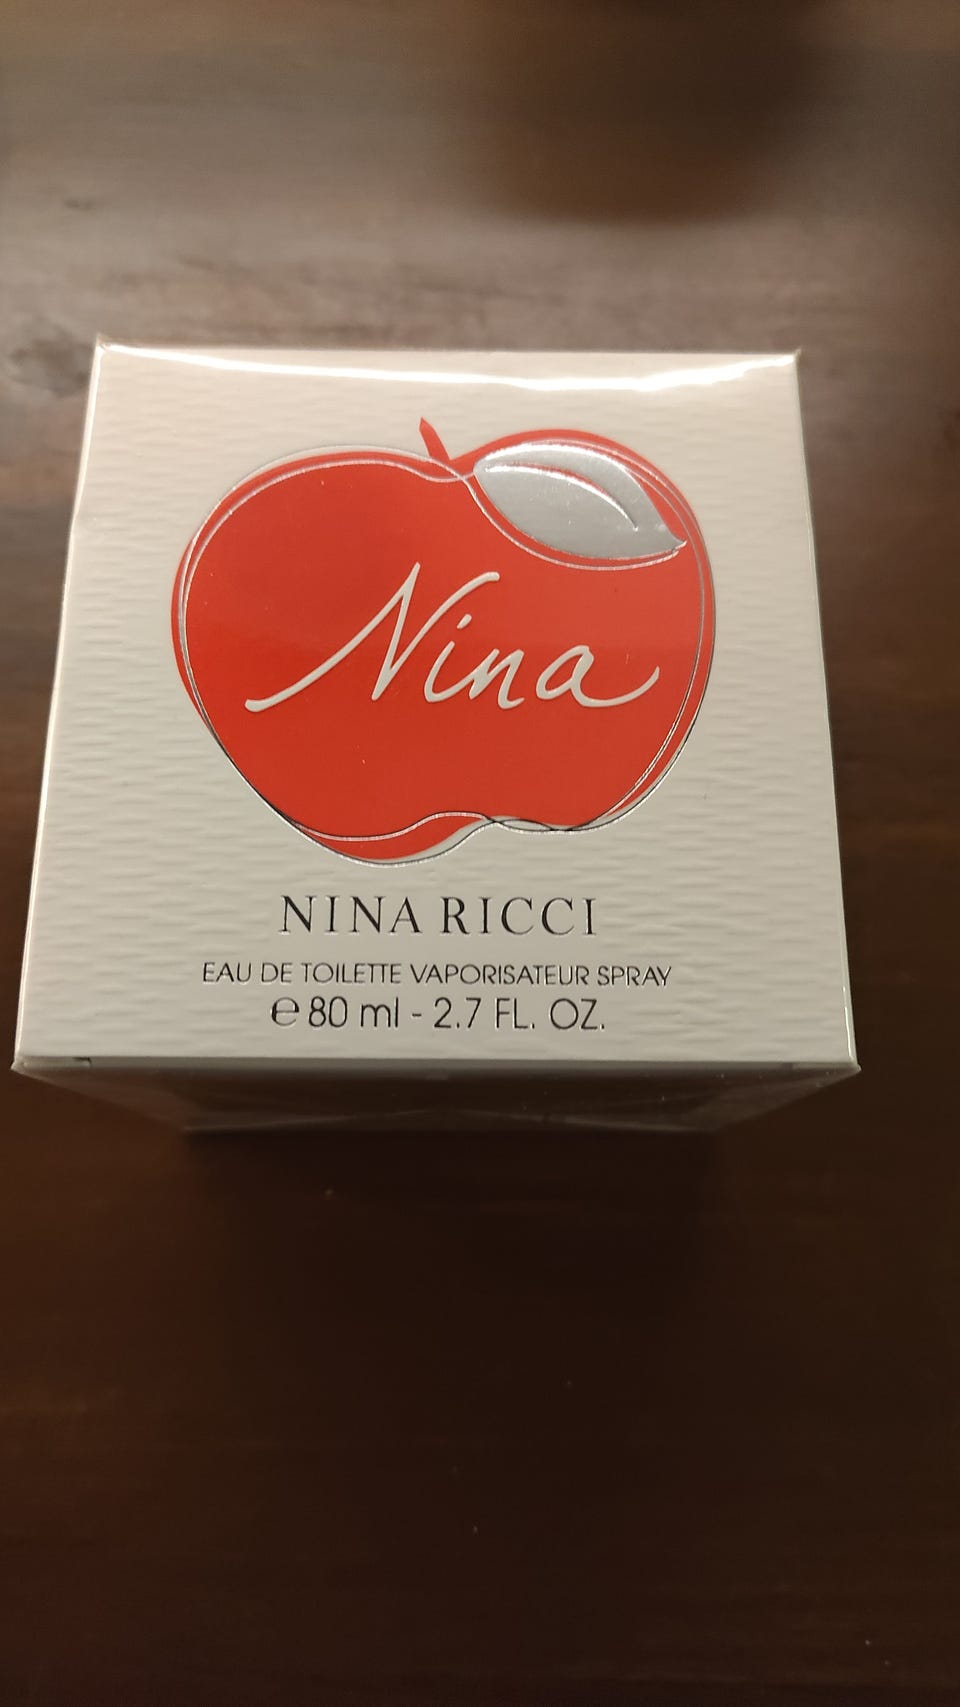 Nina
NINA RICCI
EAU DE TOILETTE VAPORISATEUR SPRAY
℮ 80 ml - 2.7 FL. OZ.